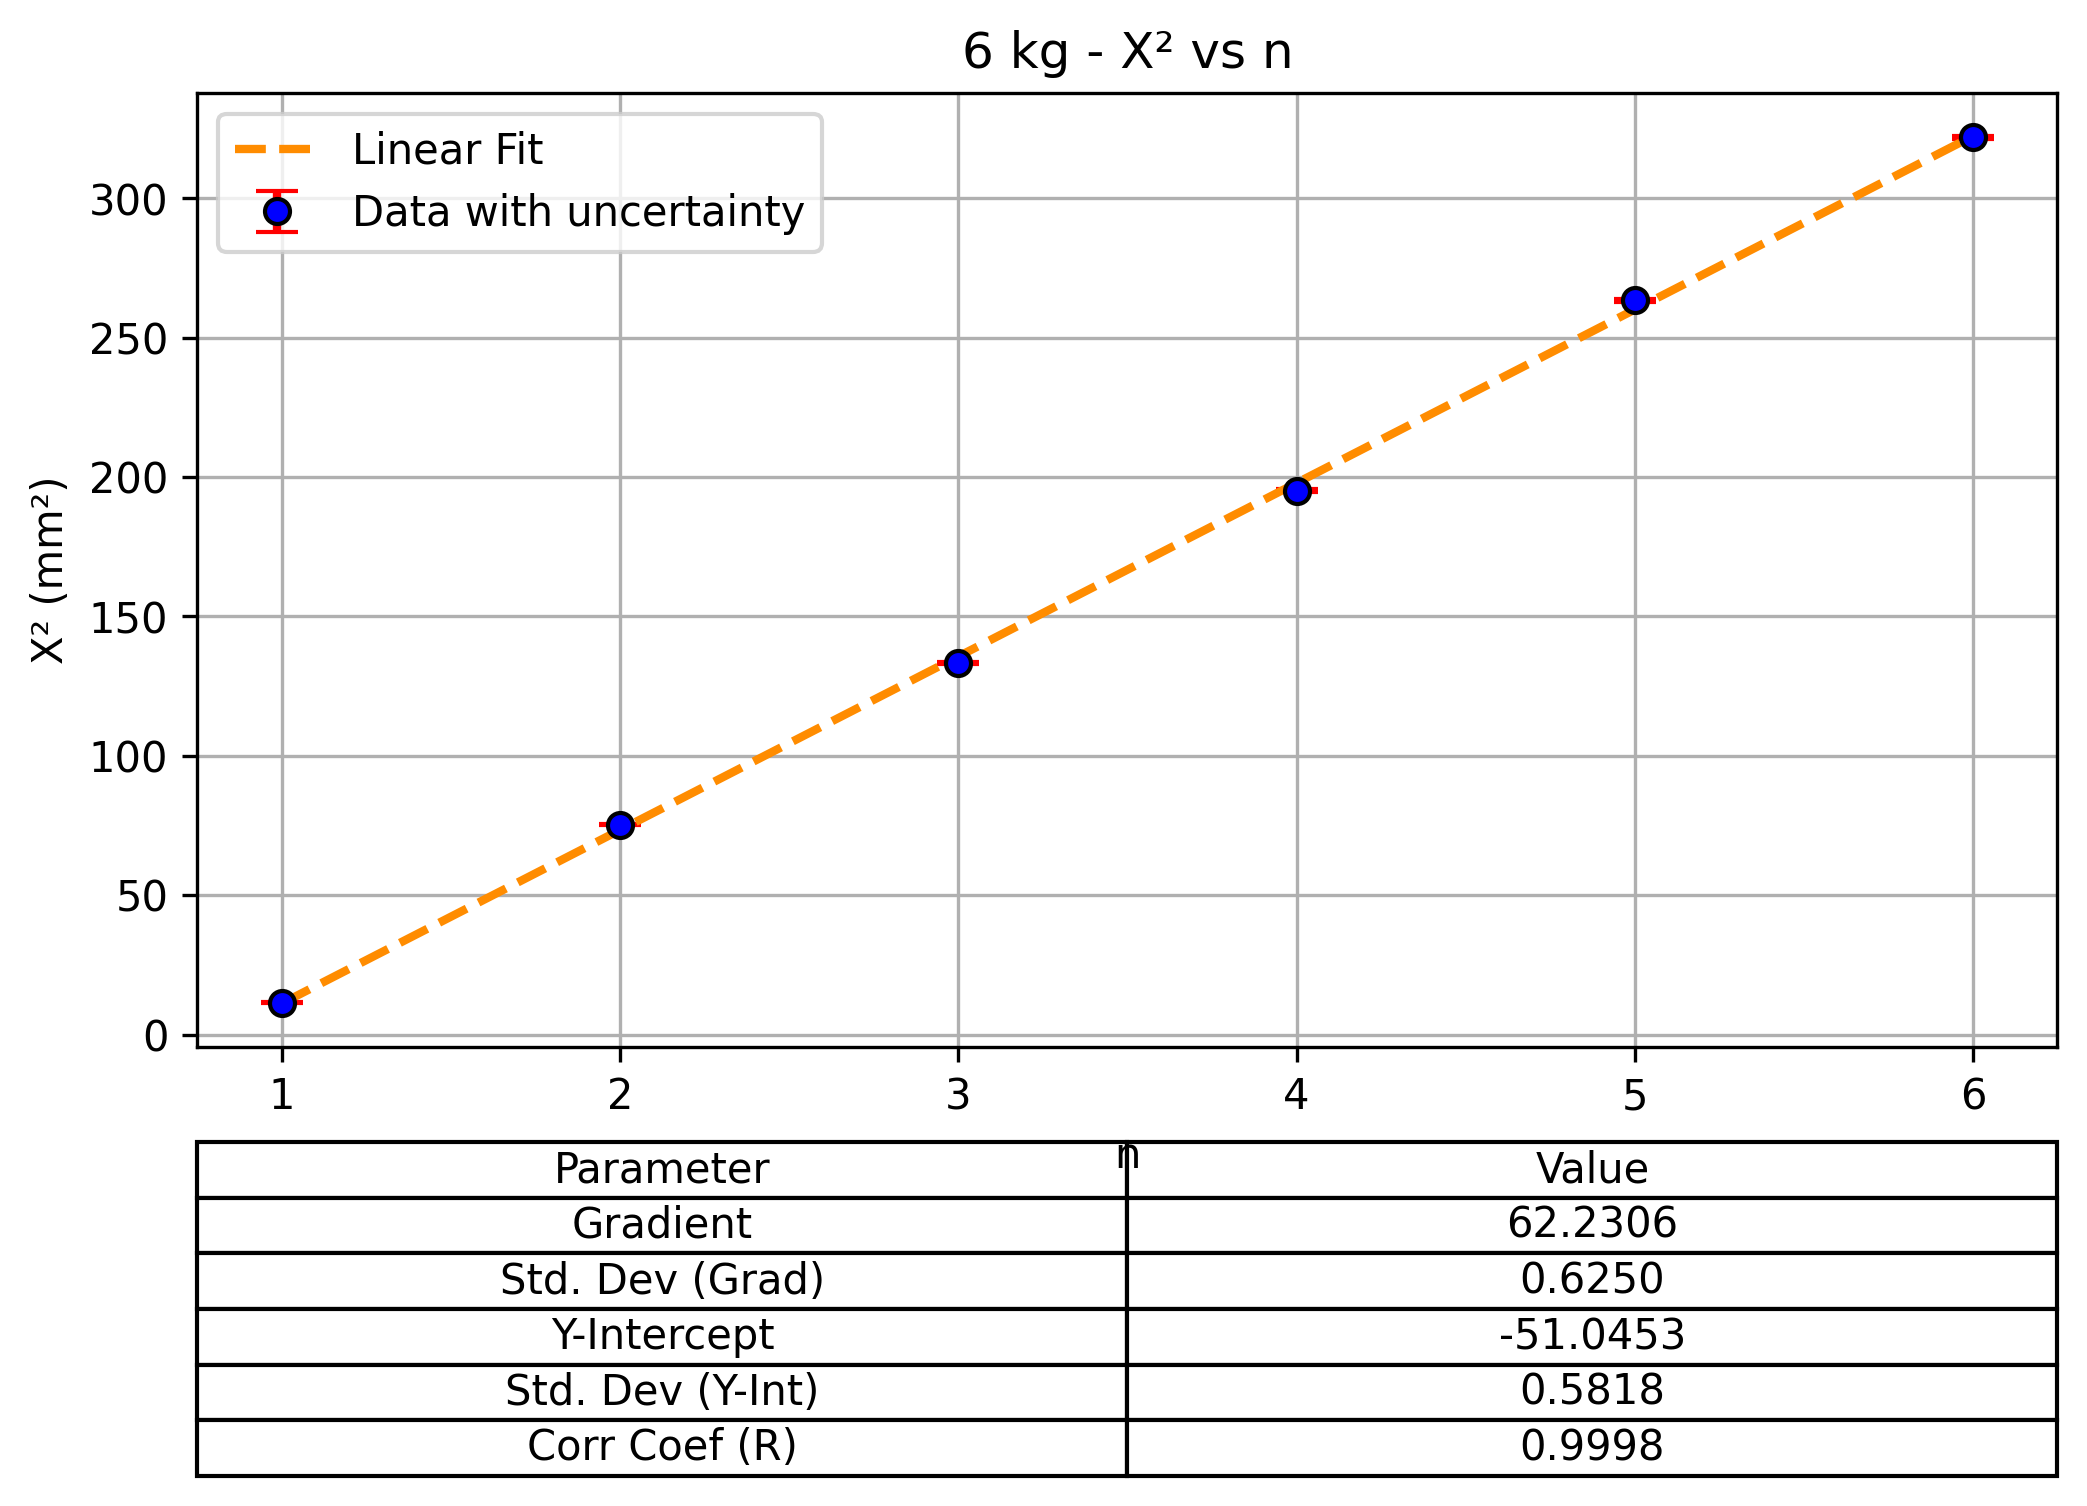 6 kg - X² vs n
Linear Fit
Data with uncertainty
X² (mm²)
300
250
200
150
100
50
0
1 2 3 4 5 6
n
Parameter Value
Gradient 62.2306
Std. Dev (Grad) 0.6250
Y-Intercept -51.0453
Std. Dev (Y-Int) 0.5818
Corr Coef (R) 0.9998